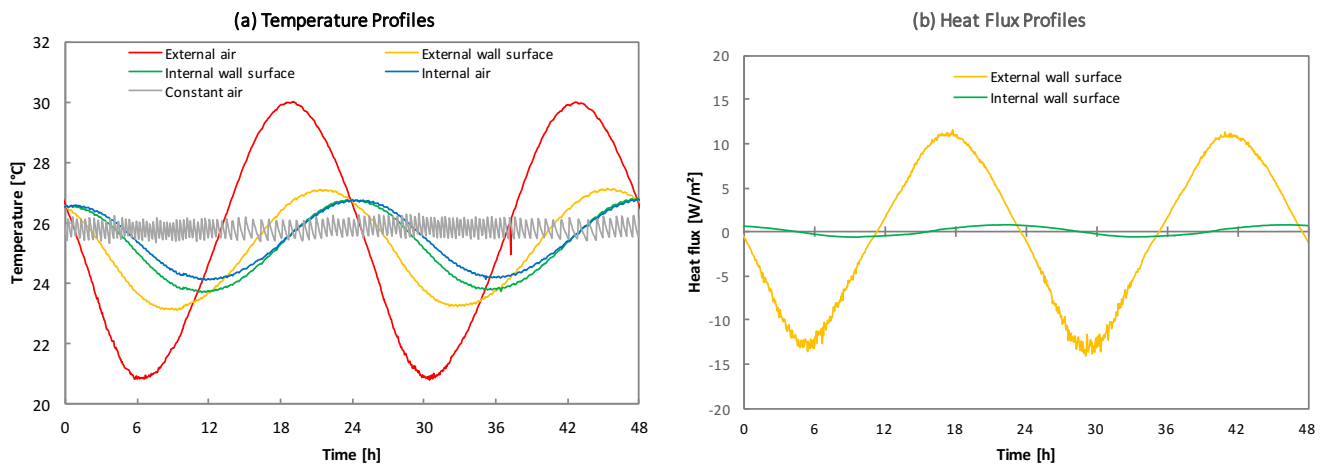 (a) Temperature Profiles
32
30
28
26
24
22
20
Temperature [°C]
External air
External wall surface
Internal wall surface
Internal air
Constant air
0 6 12 18 24 30 36 42 48
Time [h]
(b) Heat Flux Profiles
20
15
10
5
0
-5
-10
-15
-20
Heat flux [W/m²]
External wall surface
Internal wall surface
0 6 12 18 24 30 36 42 48
Time [h]